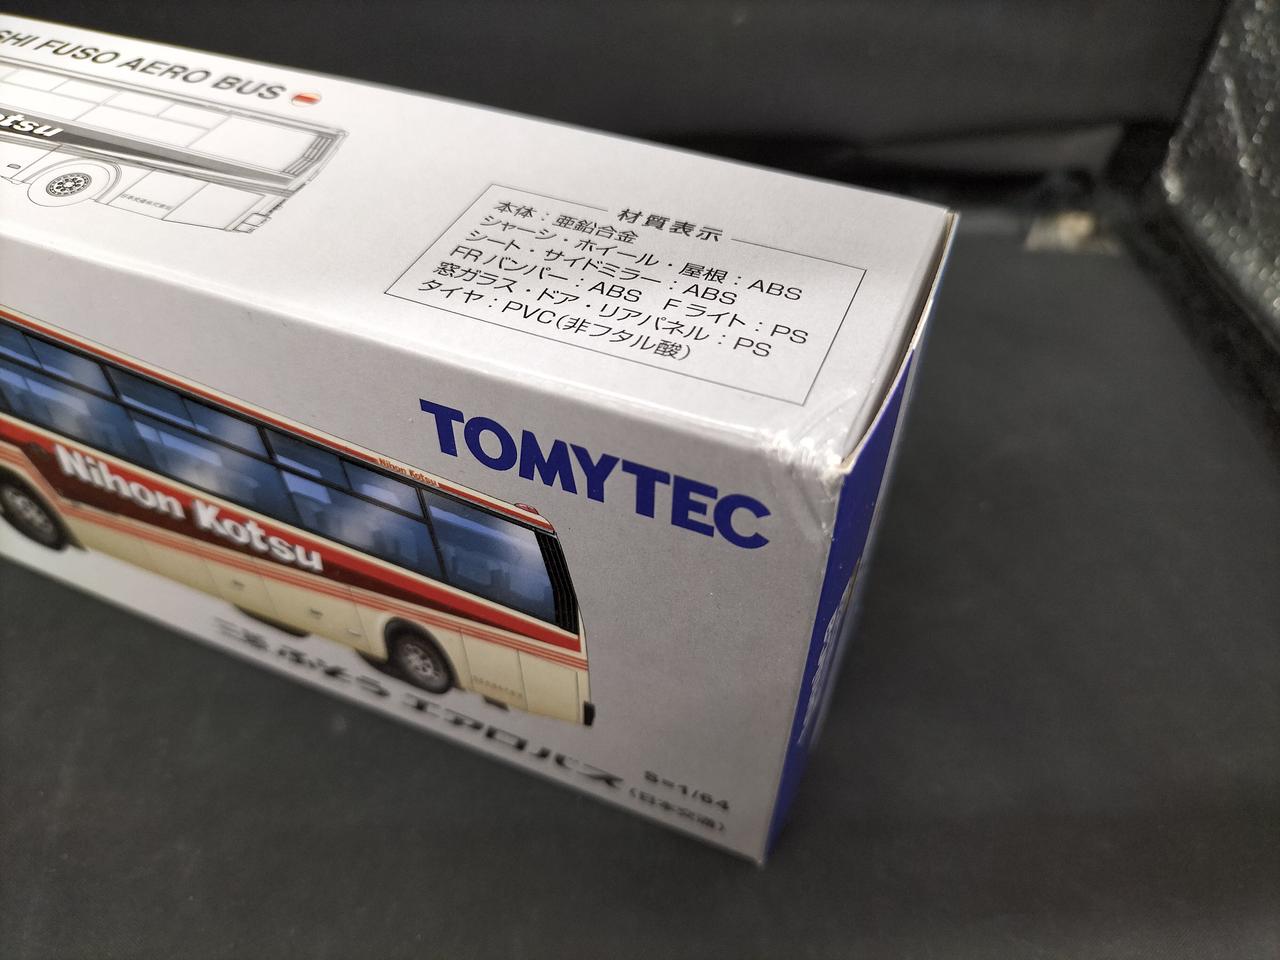 SHI FUSO AERO BUS
otsu
材質表示
本体：亜鉛合金
シャーシ・ホイール・屋根：ABS
シート・サイドミラー：ABS
FRバンパー：ABS Fライト：PS
窓ガラス・ドア・リアパネル：PS
タイヤ：PVC(非フタル酸)
TOMYTEC
Nihon Kotsu
Nihon Kotsu
三菱 ふそう エアロバス
S=1/64
(日本交通)